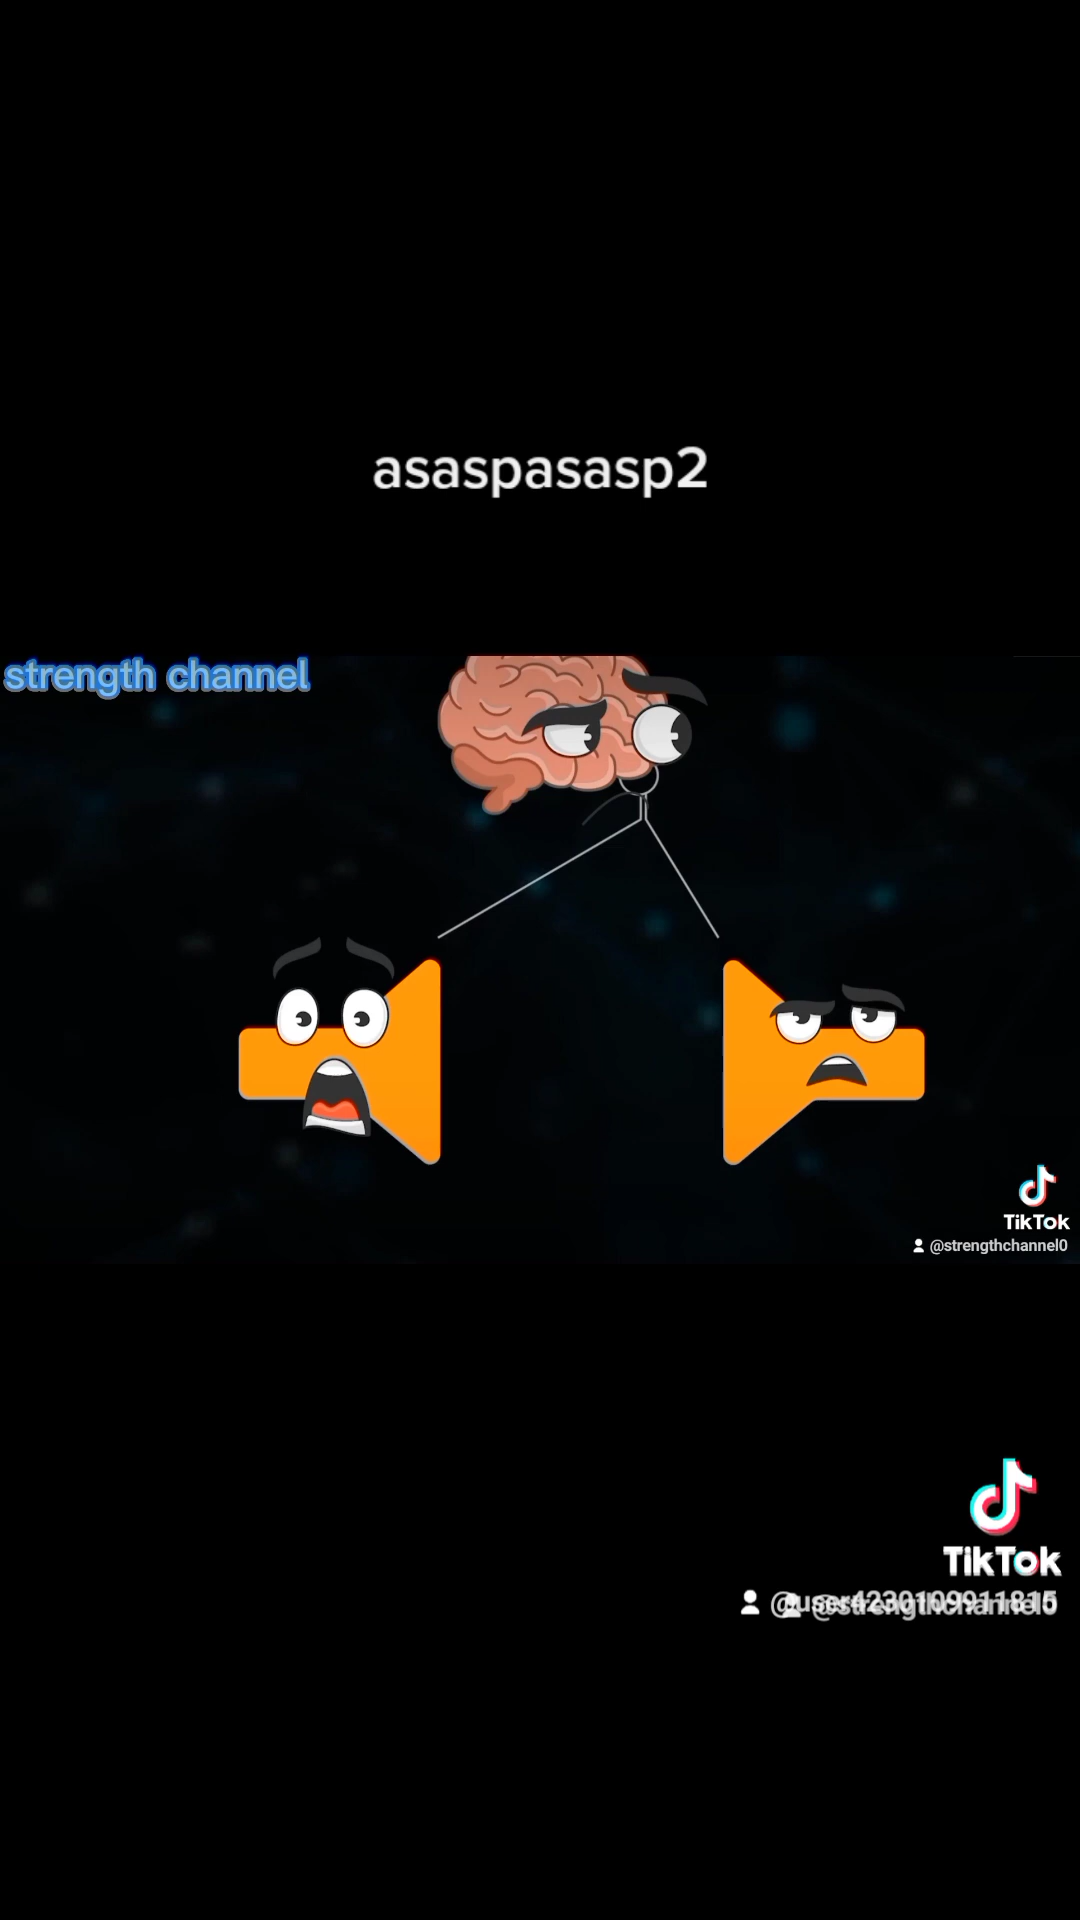 asaspasasp2
strength channel
TikTok
@strengthchannel0
TikTok